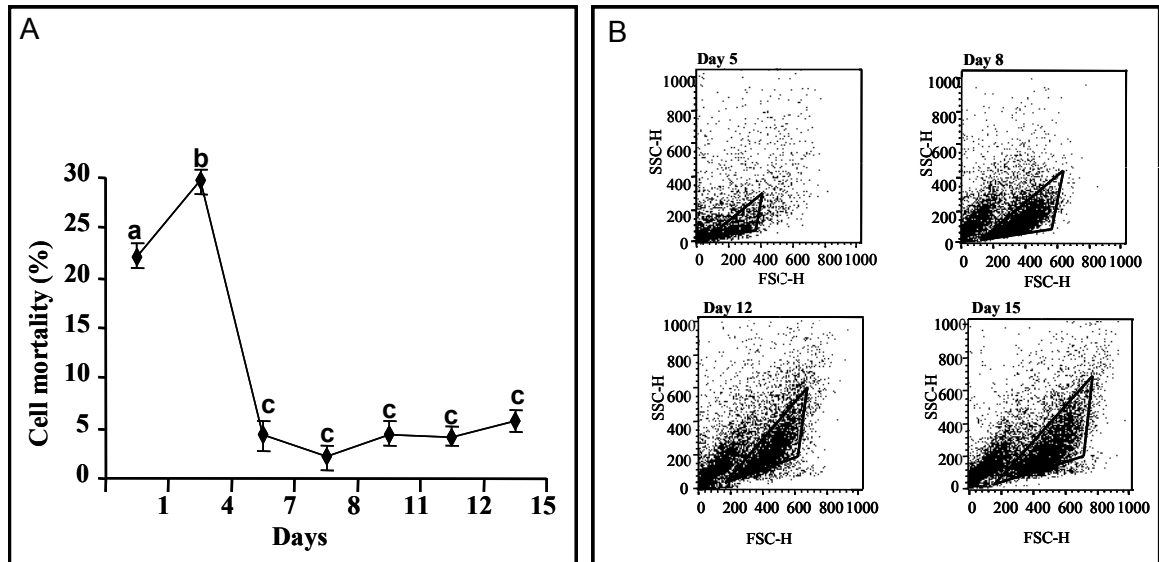 A
Cell mortality (%)
30
25
20
15
10
5
0
a
b
c
c
c
c
c
1 4 7 8 11 12 15
Days
B
Day 5
SSC-H
1000
800
600
400
200
0
0 200 400 600 800 1000
FSC-H
Day 8
SSC-H
1000
800
600
400
200
0
0 200 400 600 800 1000
FSC-H
Day 12
SSC-H
1000
800
600
400
200
0
0 200 400 600 800 1000
FSC-H
Day 15
SSC-H
1000
800
600
400
200
0
0 200 400 600 800 1000
FSC-H